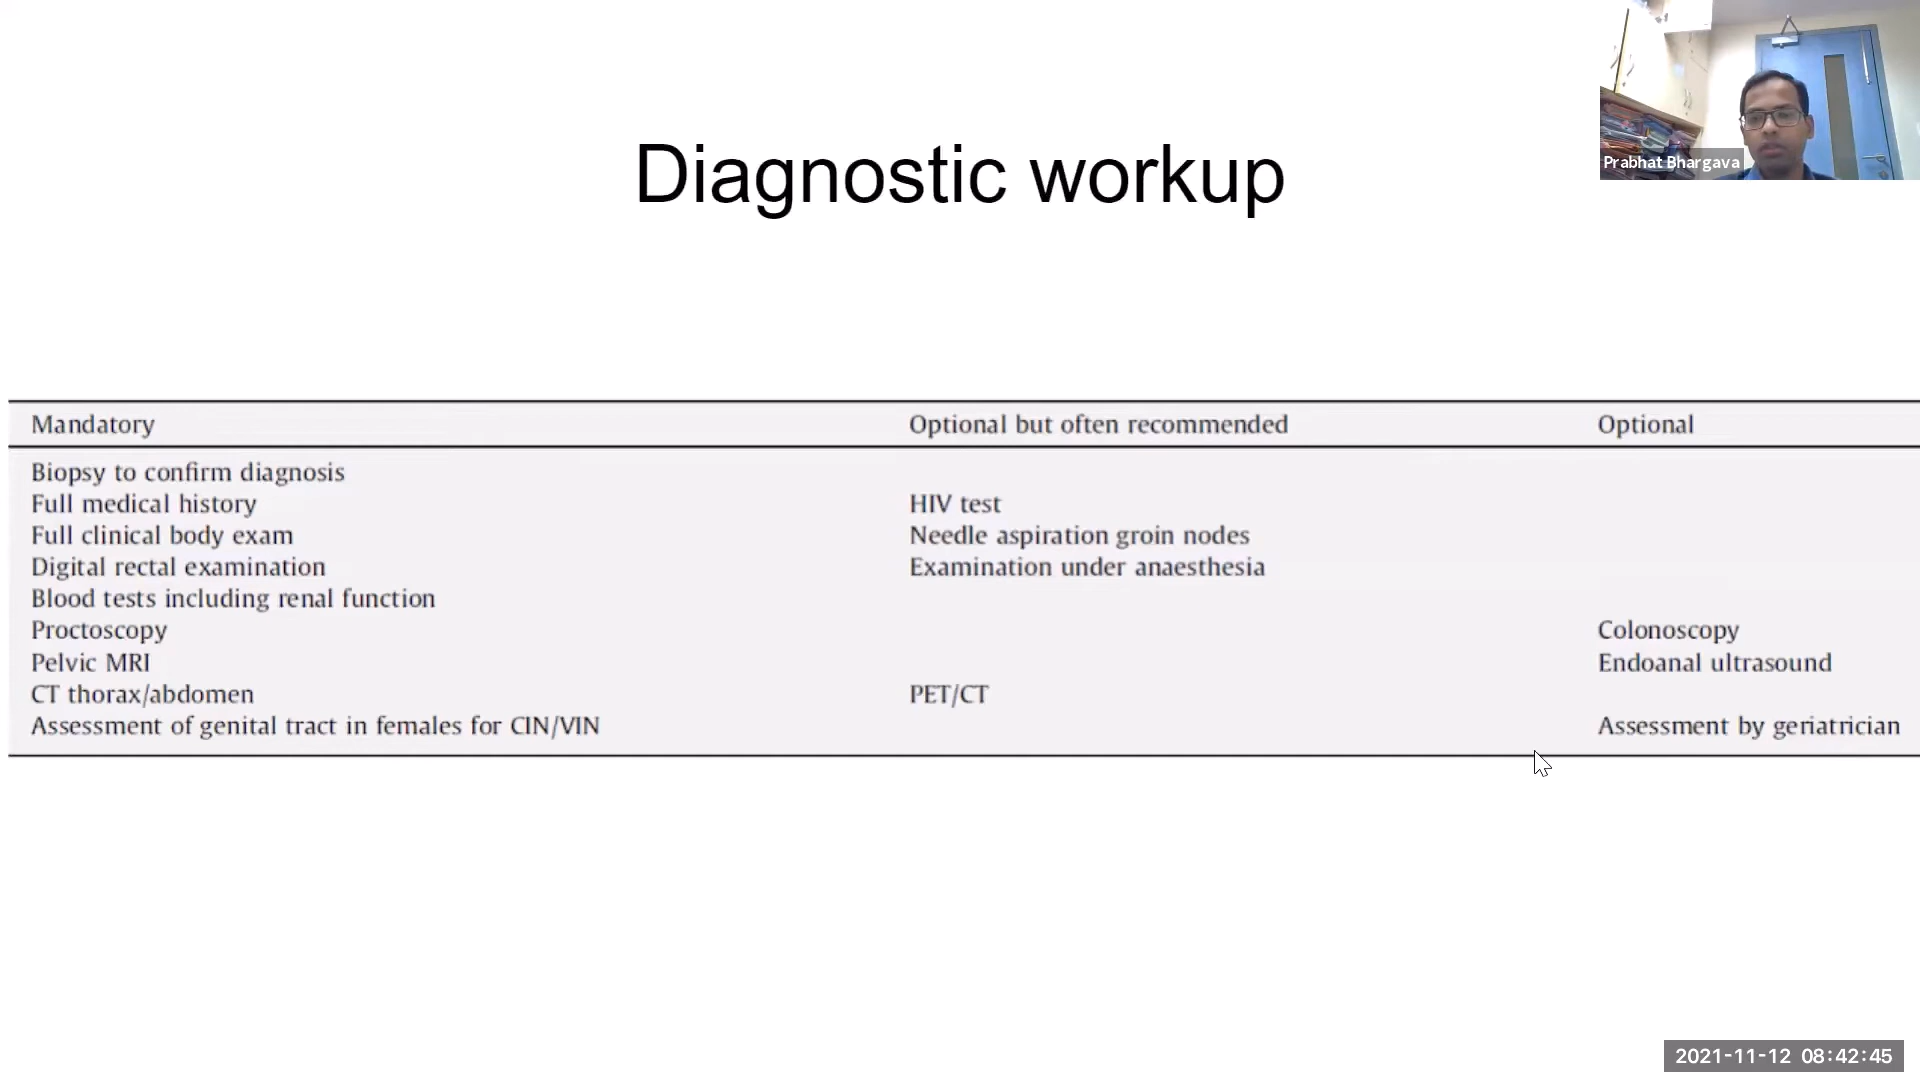 Prabhat Bhargava
Diagnostic workup
Mandatory Optional but often recommended Optional
Biopsy to confirm diagnosis
Full medical history HIV test
Full clinical body exam Needle aspiration groin nodes
Digital rectal examination Examination under anaesthesia
Blood tests including renal function
Proctoscopy Colonoscopy
Pelvic MRI Endoanal ultrasound
CT thorax/abdomen PET/CT
Assessment of genital tract in females for CIN/VIN Assessment by geriatrician
2021-11-12 08:42:45